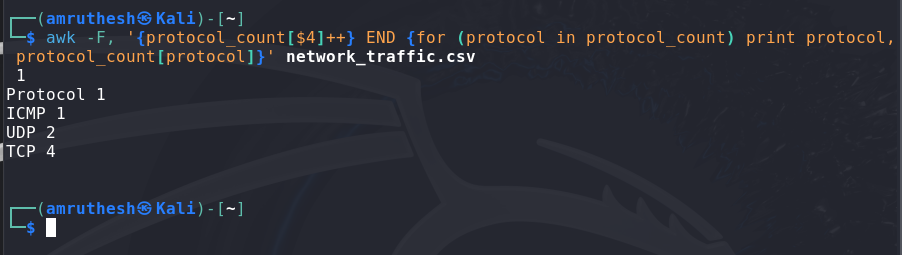 ┌──(amruthesh㉿Kali)-[~]
└─$ awk -F, '{protocol_count[$4]++} END {for (protocol in protocol_count) print protocol,
protocol_count[protocol]}' network_traffic.csv
1
Protocol 1
ICMP 1
UDP 2
TCP 4
┌──(amruthesh㉿Kali)-[~]
└─$